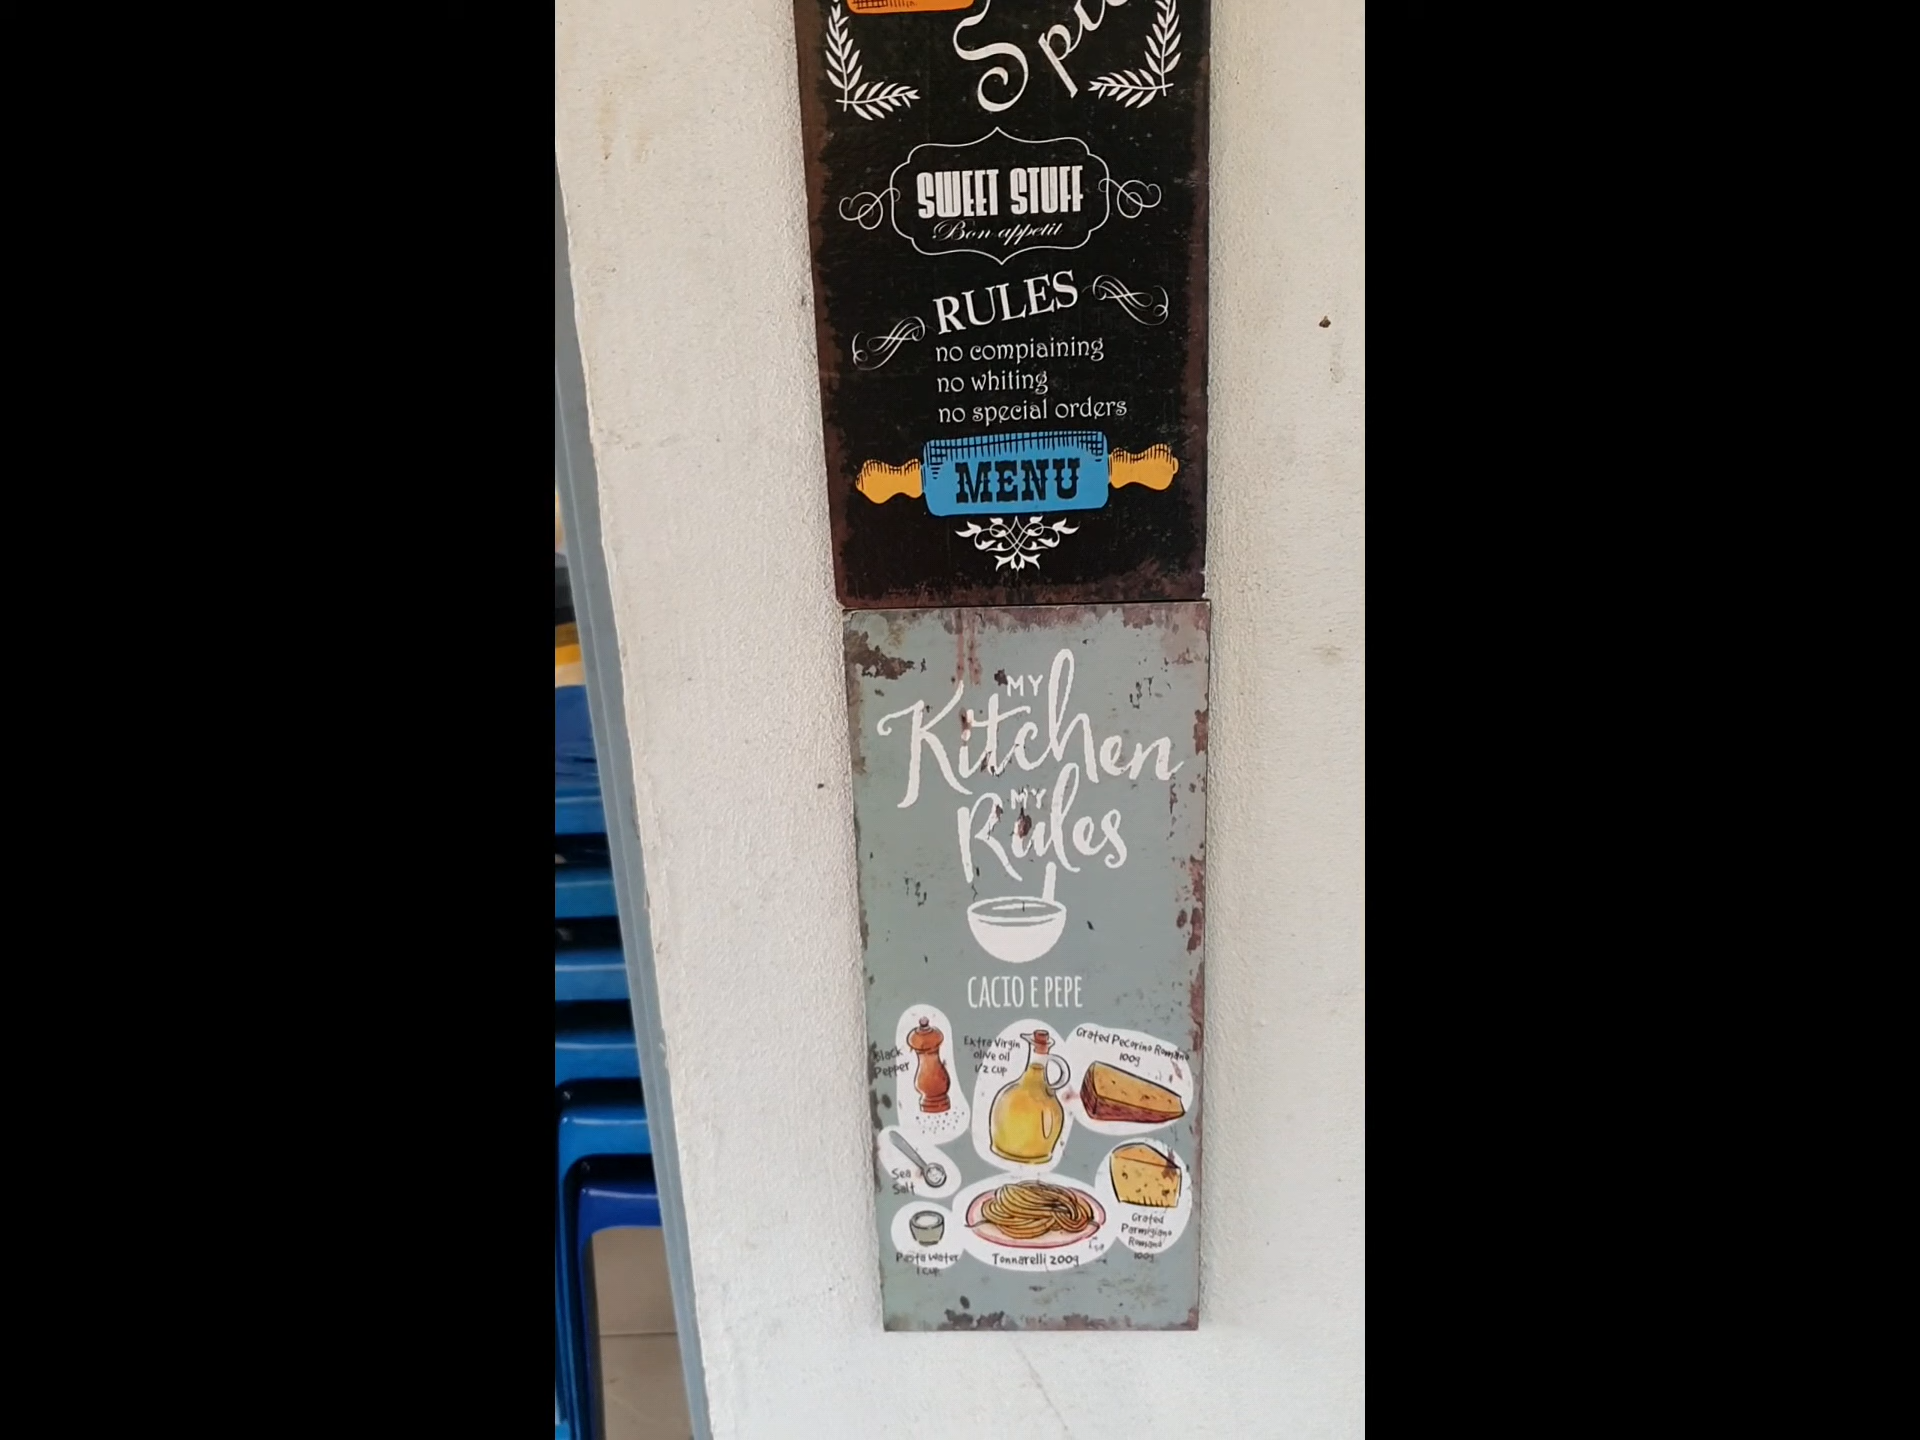 SWEET STUFF
Bon appetit
RULES
no compiaining
no whiting
no special orders
MENU
MY
Kitchen
MY
Rules
CACIO E PEPE
Black
Pepper
Extra Virgin
olive oil
1/2 cup
Grated Pecorino Romano
100g
Sea
Salt
Pasta Water
1 cup
Tonnarelli 200g
Grated
Parmigiano
Romano
100g